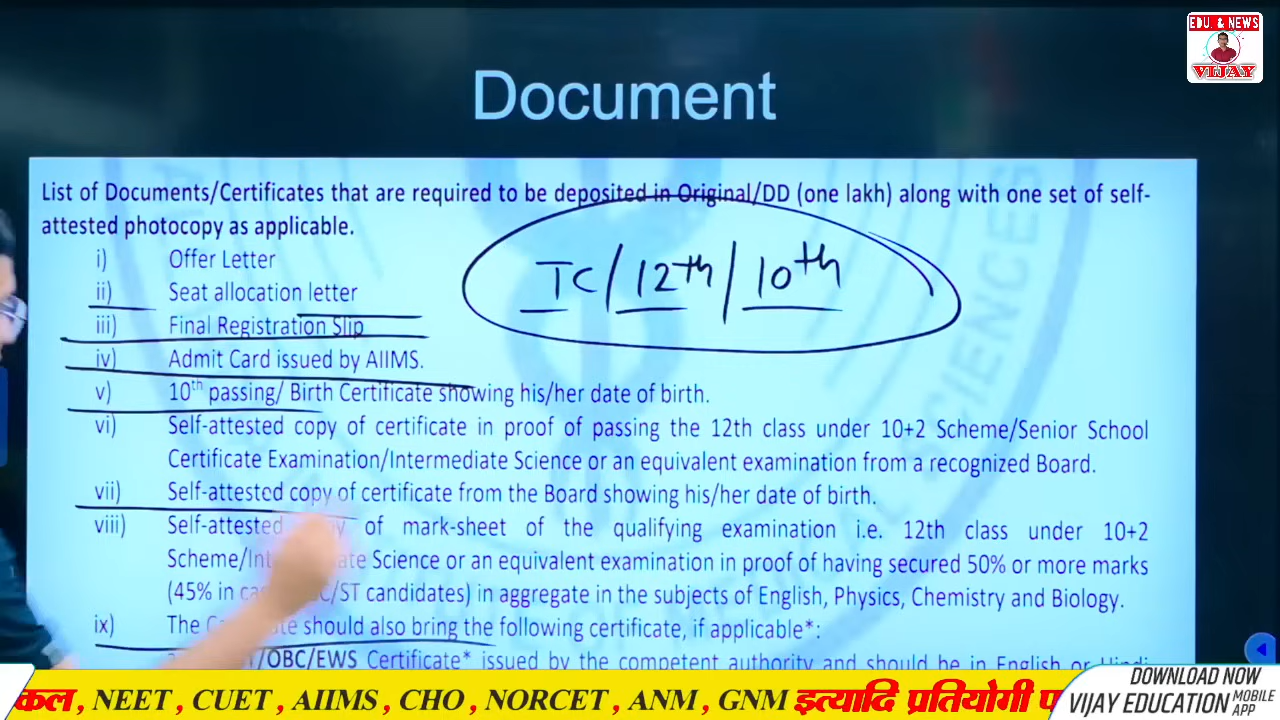 EDU. & NEWS
VIJAY
Document
List of Documents/Certificates that are required to be deposited in Original/DD (one lakh) along with one set of self-
attested photocopy as applicable.
TC/12th/10th
i) Offer Letter
ii) Seat allocation letter
iii) Final Registration Slip
iv) Admit Card issued by AIIMS.
v) 10th passing/ Birth Certificate showing his/her date of birth.
vi) Self-attested copy of certificate in proof of passing the 12th class under 10+2 Scheme/Senior School
Certificate Examination/Intermediate Science or an equivalent examination from a recognized Board.
vii) Self-attested copy of certificate from the Board showing his/her date of birth.
viii) Self-attested of mark-sheet of the qualifying examination i.e. 12th class under 10+2
Scheme/ Science or an equivalent examination in proof of having secured 50% or more marks
(45% in /ST candidates) in aggregate in the subjects of English, Physics, Chemistry and Biology.
ix) The should also bring the following certificate, if applicable*:
/OBC/EWS Certificate* issued by the competent authority and should be in English or Hindi
कल, NEET, CUET, AIIMS, CHO, NORCET, ANM, GNM इत्यादि प्रतियोगी
DOWNLOAD NOW
VIJAY EDUCATION MOBILE APP